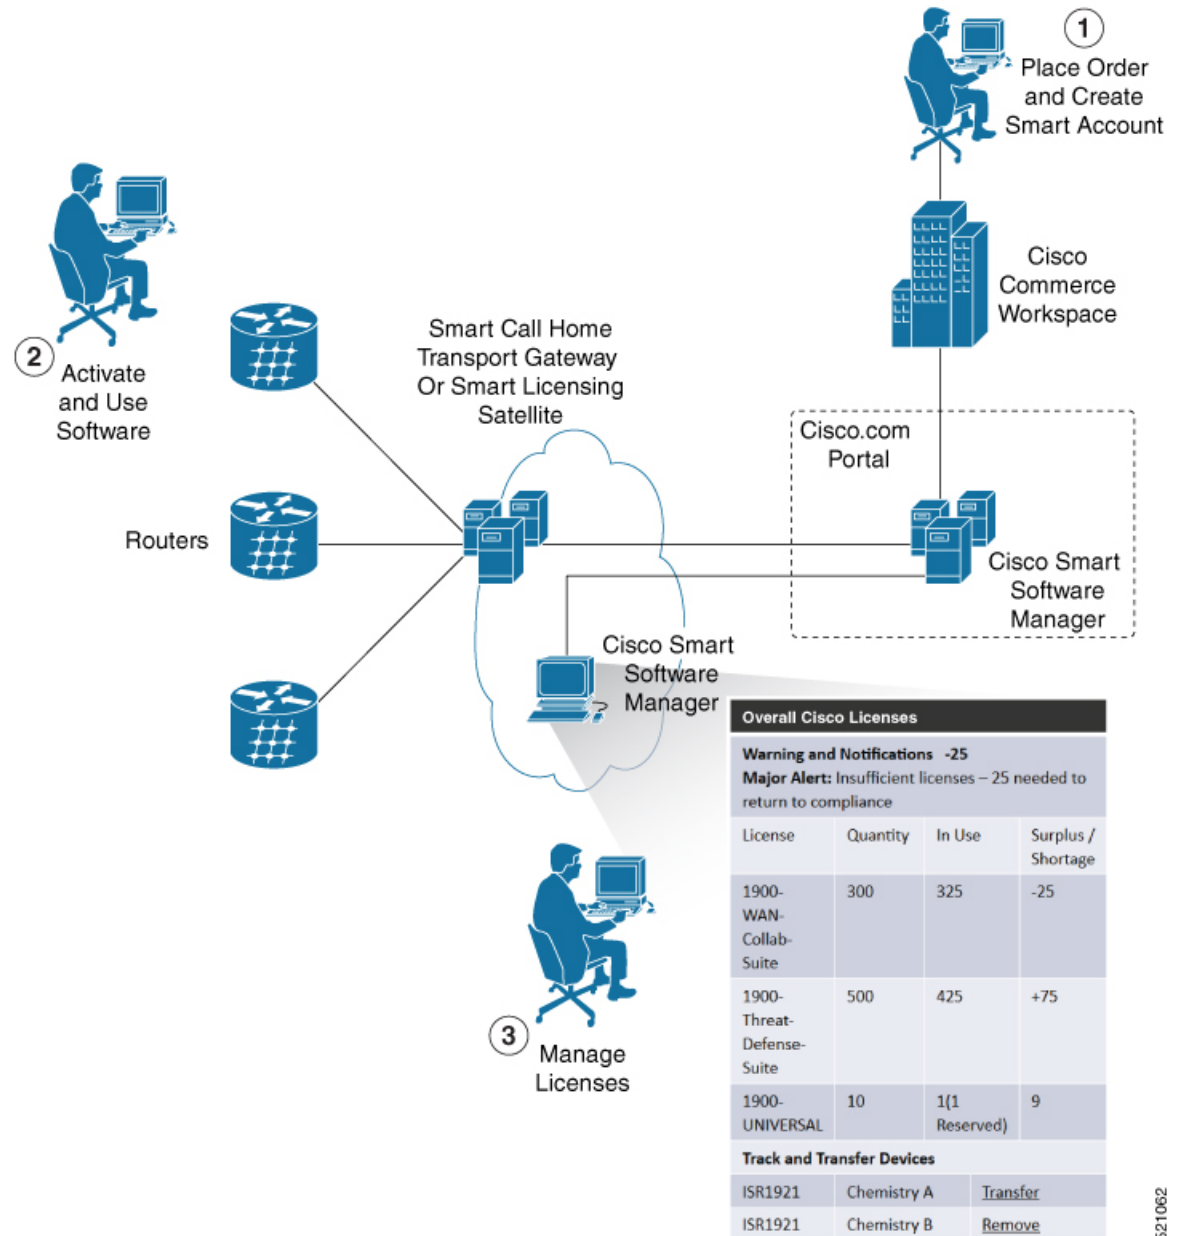 1
Place Order
and Create
Smart Account
Cisco
Commerce
Workspace
2
Activate
and Use
Software
Smart Call Home
Transport Gateway
Or Smart Licensing
Satellite
Cisco.com
Portal
Routers
Cisco Smart
Software
Manager
Cisco Smart
Software
Manager
3
Manage
Licenses
Overall Cisco Licenses
Warning and Notifications -25
Major Alert: Insufficient licenses – 25 needed to
return to compliance
License Quantity In Use Surplus /
Shortage
1900- 300 325 -25
WAN-
Collab-
Suite
1900- 500 425 +75
Threat-
Defense-
Suite
1900- 10 1(1 9
UNIVERSAL Reserved)
Track and Transfer Devices
ISR1921 Chemistry A Transfer
ISR1921 Chemistry B Remove
521062